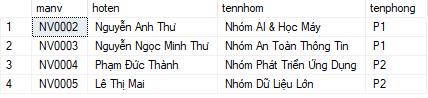 manv hoten tennhom tenphong
1 NV0002 Nguyễn Anh Thư Nhóm AI & Học Máy P1
2 NV0003 Nguyễn Ngọc Minh Thư Nhóm An Toàn Thông Tin P1
3 NV0004 Phạm Đức Thành Nhóm Phát Triển Ứng Dụng P2
4 NV0005 Lê Thị Mai Nhóm Dữ Liệu Lớn P2